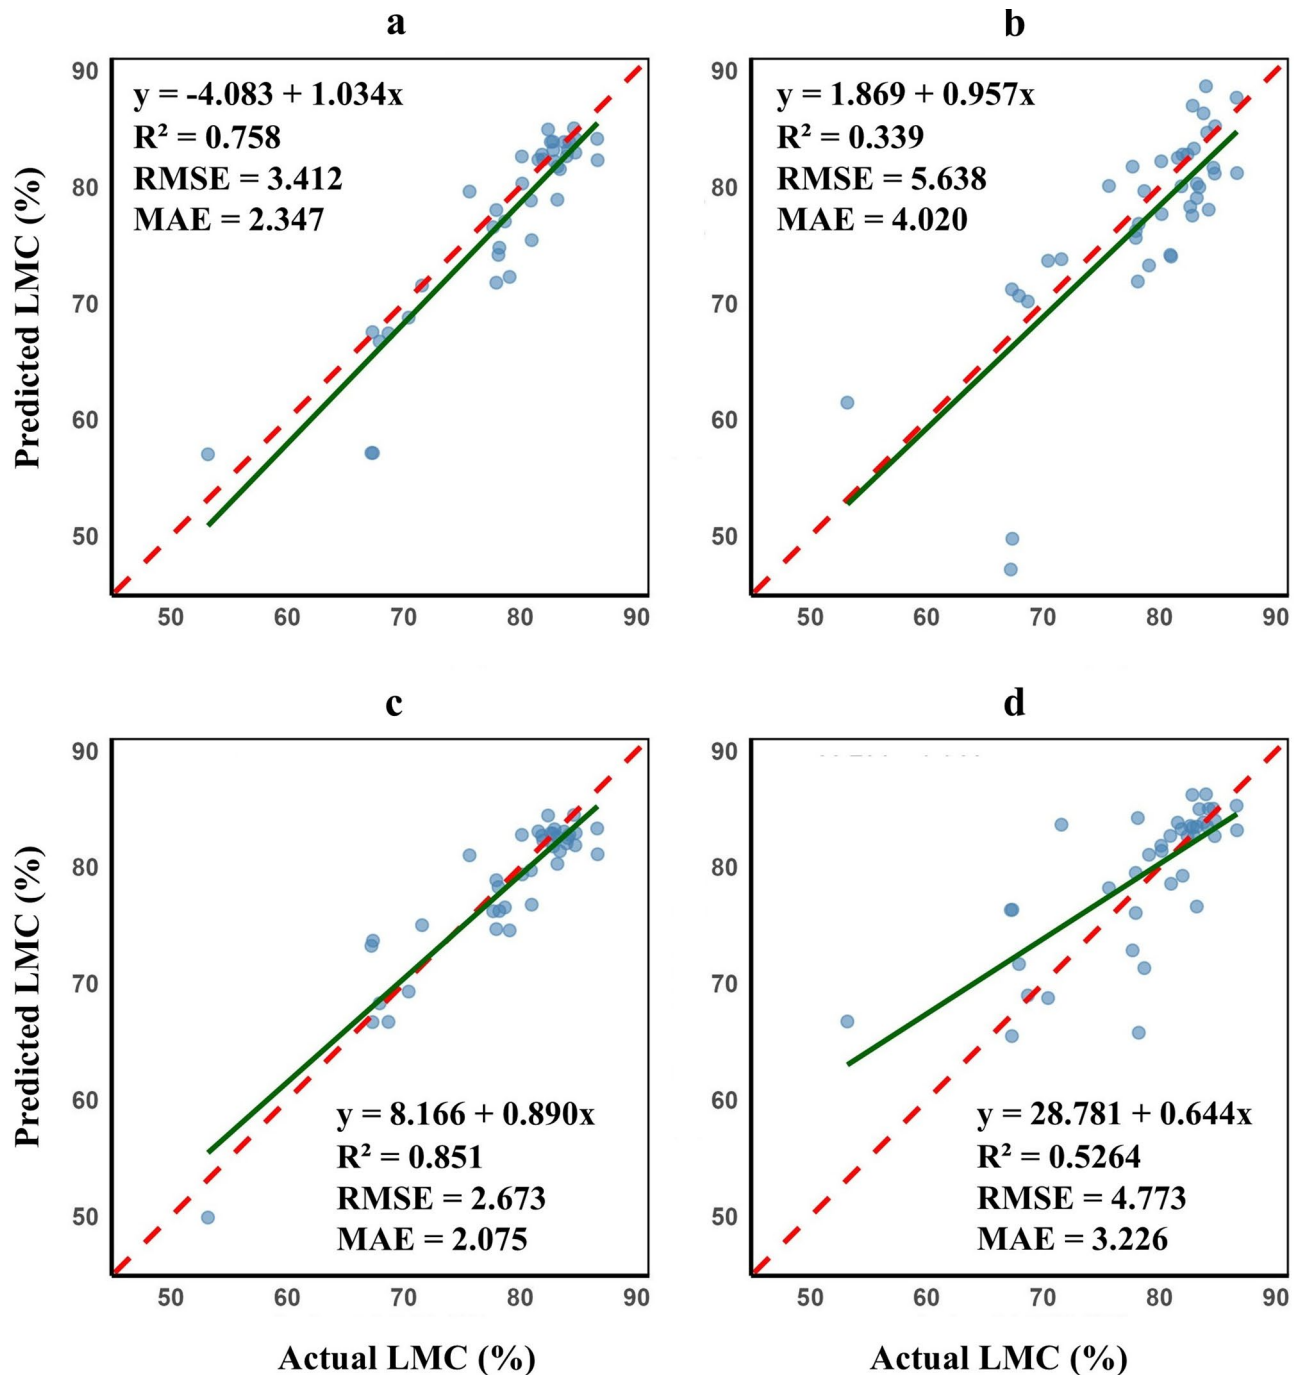 a
y = -4.083 + 1.034x
R² = 0.758
RMSE = 3.412
MAE = 2.347
90
80
70
60
50
50 60 70 80 90
Predicted LMC (%)
b
y = 1.869 + 0.957x
R² = 0.339
RMSE = 5.638
MAE = 4.020
90
80
70
60
50
50 60 70 80 90
c
90
80
70
60
50
y = 8.166 + 0.890x
R² = 0.851
RMSE = 2.673
MAE = 2.075
50 60 70 80 90
Predicted LMC (%)
Actual LMC (%)
d
90
80
70
60
50
y = 28.781 + 0.644x
R² = 0.5264
RMSE = 4.773
MAE = 3.226
50 60 70 80 90
Actual LMC (%)